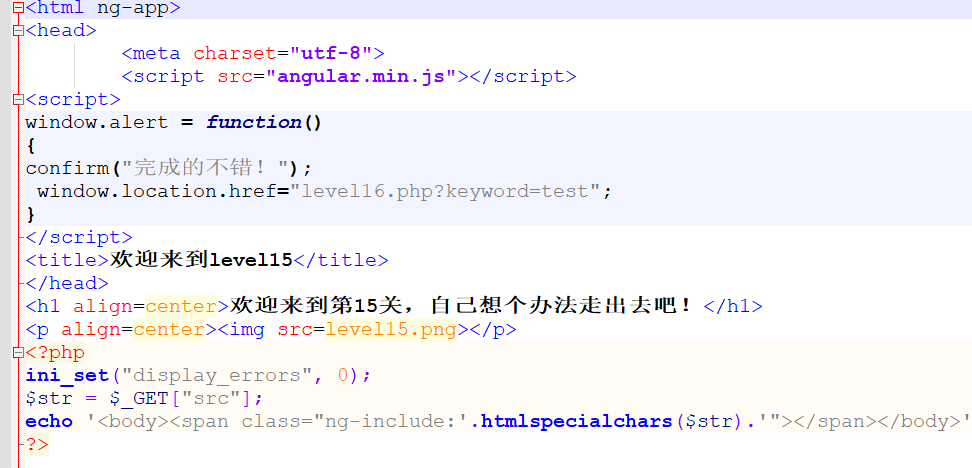 <html ng-app>
<head>
        <meta charset="utf-8">
        <script src="angular.min.js"></script>
<script>
window.alert = function()
{
confirm("完成的不错！");
 window.location.href="level16.php?keyword=test";
}
</script>
<title>欢迎来到level15</title>
</head>
<h1 align=center>欢迎来到第15关，自己想个办法走出去吧！</h1>
<p align=center><img src=level15.png></p>
<?php
ini_set("display_errors", 0);
$str = $_GET["src"];
echo '<body><span class="ng-include:'.htmlspecialchars($str).'"></span></body>'
?>